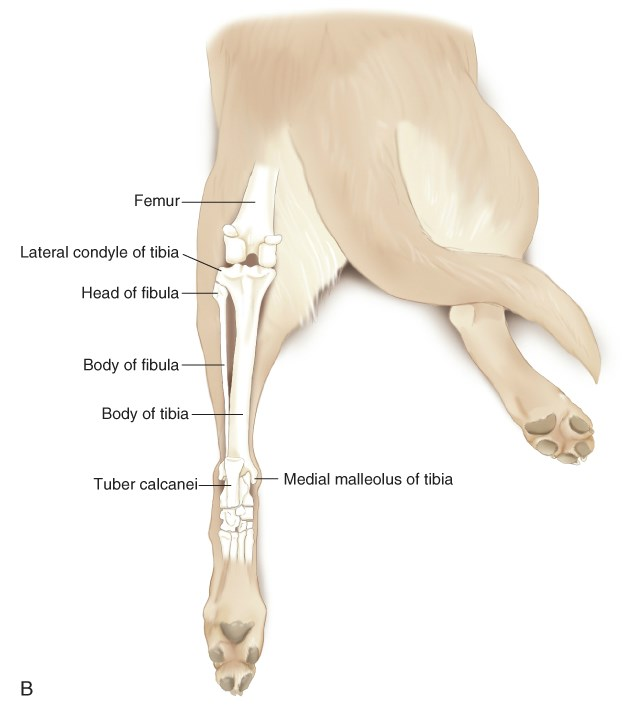 Femur
Lateral condyle of tibia
Head of fibula
Body of fibula
Body of tibia
Tuber calcanei
Medial malleolus of tibia
B